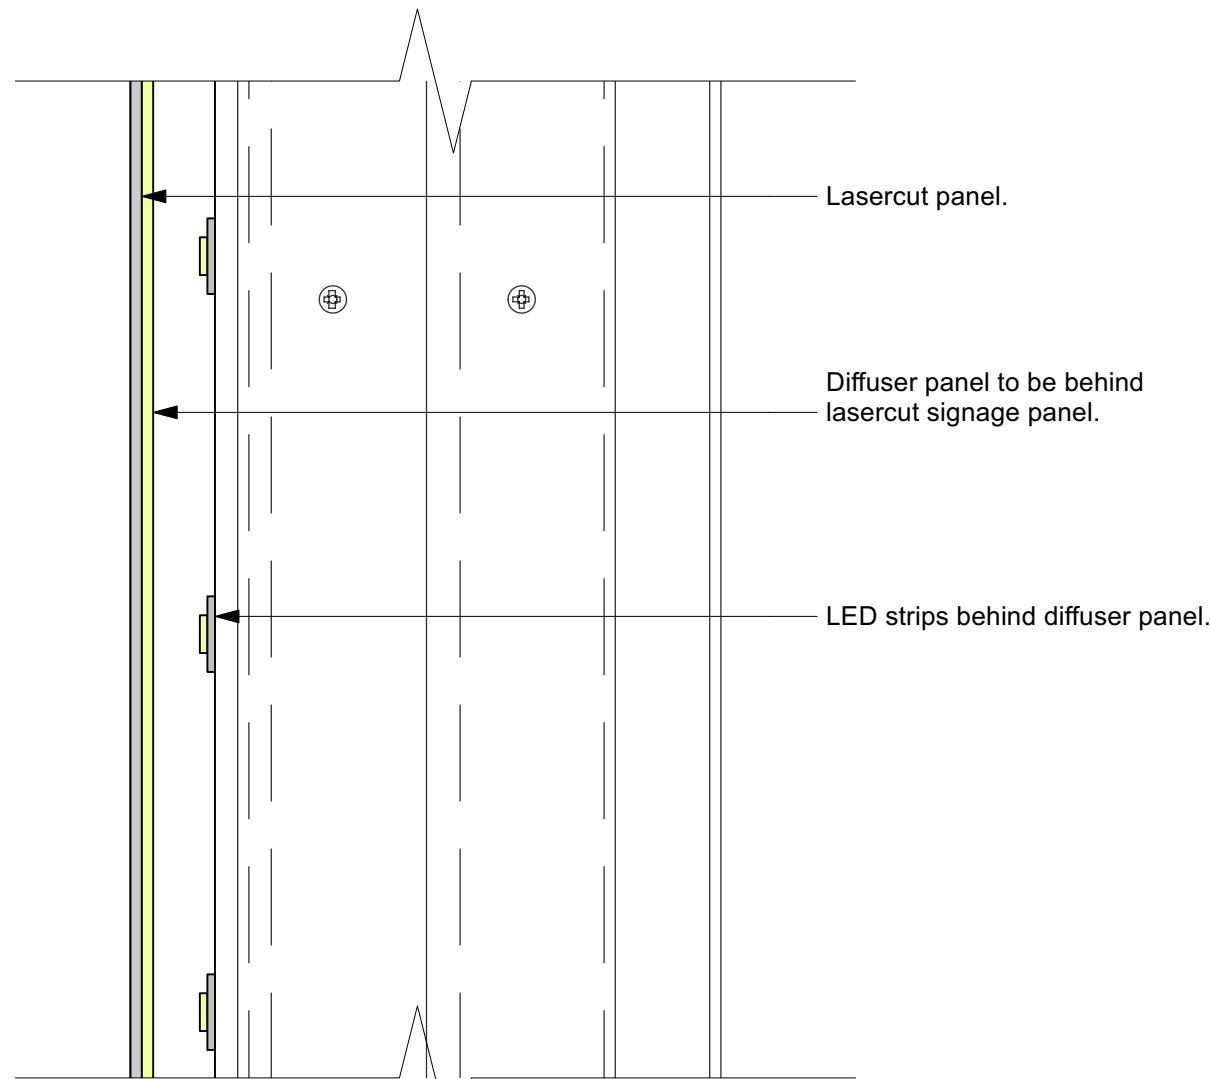 Lasercut panel.
Diffuser panel to be behind
lasercut signage panel.
LED strips behind diffuser panel.